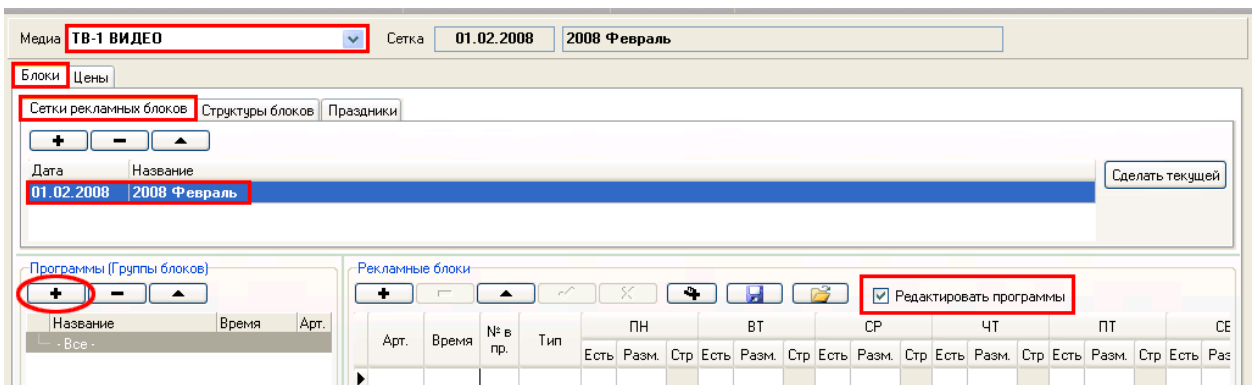 Медиа ТВ-1 ВИДЕО Сетка 01.02.2008 2008 Февраль
Блоки Цены
Сетки рекламных блоков Структуры блоков Праздники
Дата Название
01.02.2008 2008 Февраль
Сделать текущей
Программы (Группы блоков)
Название Время Арт.
- Все -
Рекламные блоки
Редактировать программы
Арт. Время № в пр. Тип ПН ВТ СР ЧТ ПТ
Есть Разм. Стр Есть Разм. Стр Есть Разм. Стр Есть Разм. Стр Есть Разм. Стр Есть